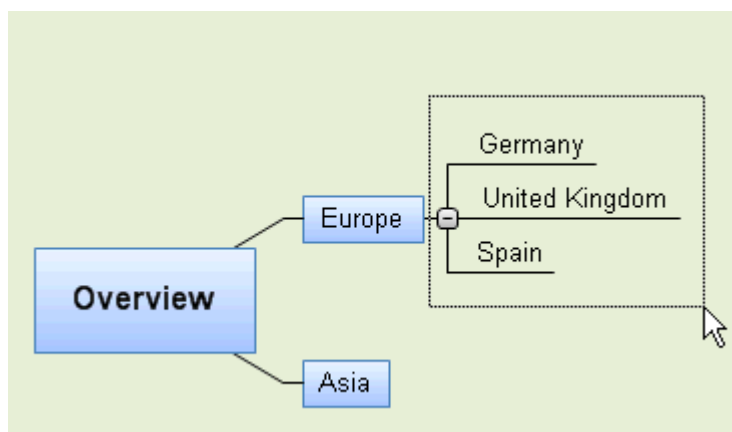 Germany
United Kingdom
Europe
Spain
Overview
Asia